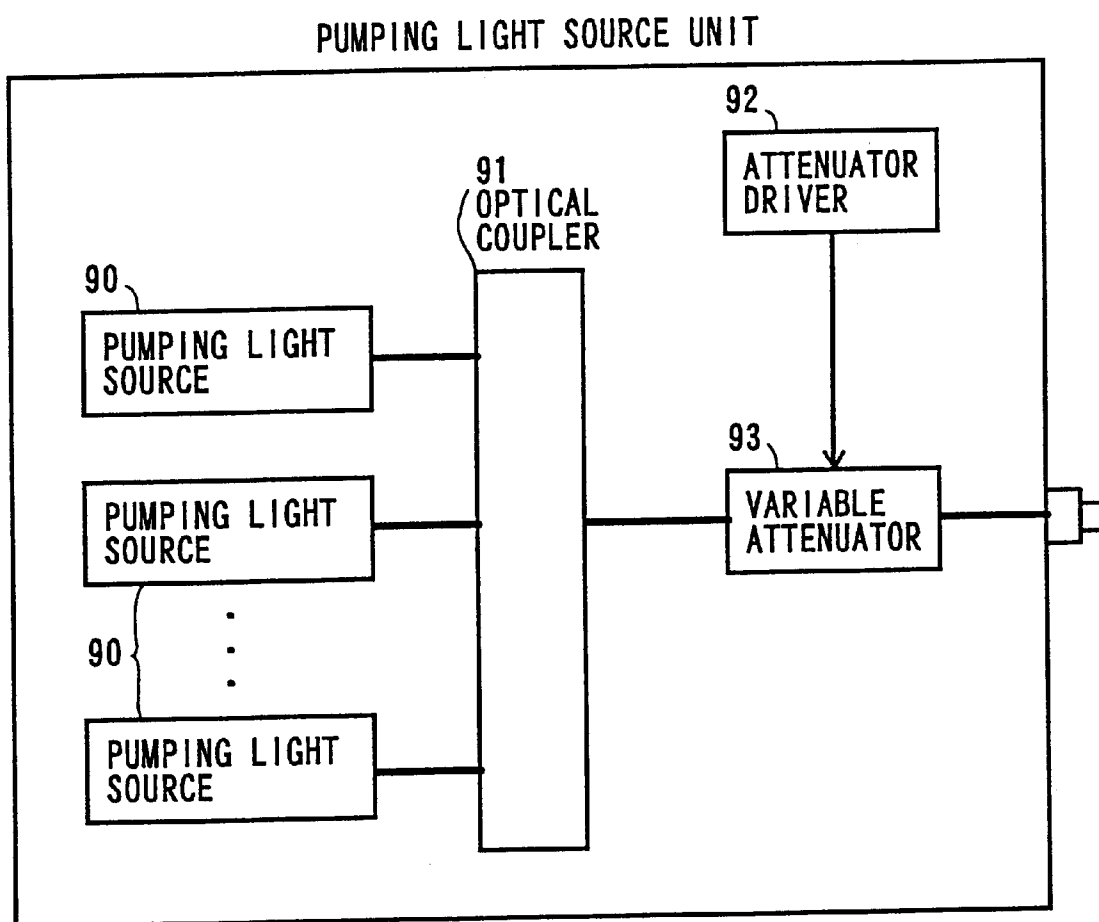 PUMPING LIGHT SOURCE UNIT
92
ATTENUATOR
DRIVER
91
OPTICAL
COUPLER
90
PUMPING LIGHT
SOURCE
93
VARIABLE
ATTENUATOR
PUMPING LIGHT
SOURCE
90
PUMPING LIGHT
SOURCE